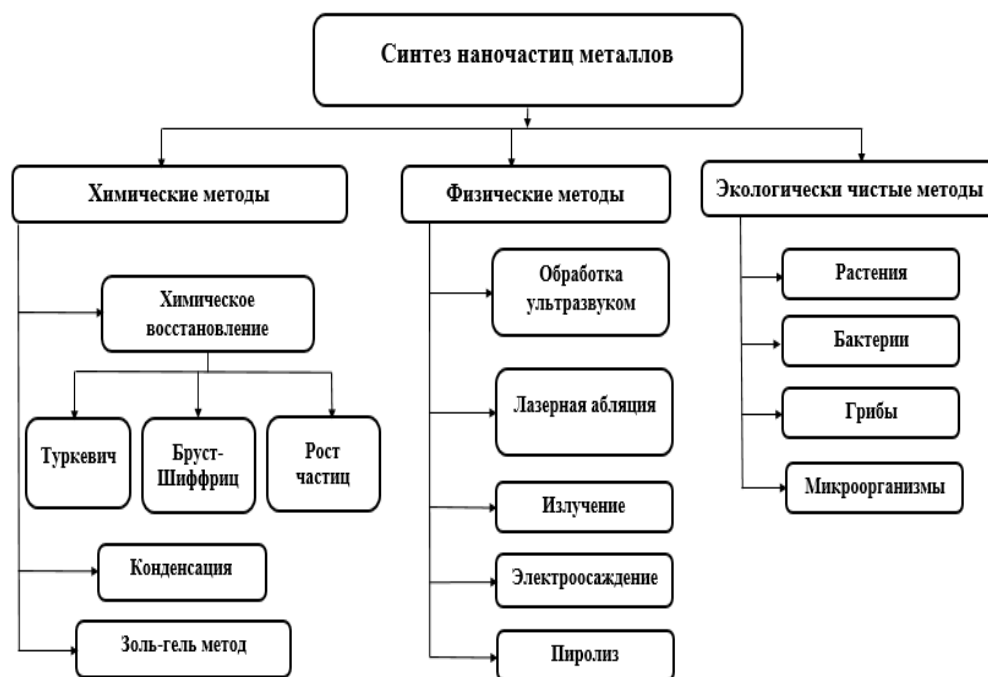 Синтез наночастиц металлов
Химические методы
Физические методы
Экологически чистые методы
Химическое
восстановление
Туркевич
Бруст-
Шиффриц
Рост
частиц
Конденсация
Золь-гель метод
Обработка
ультразвуком
Лазерная абляция
Излучение
Электроосаждение
Пиролиз
Растения
Бактерии
Грибы
Микроорганизмы